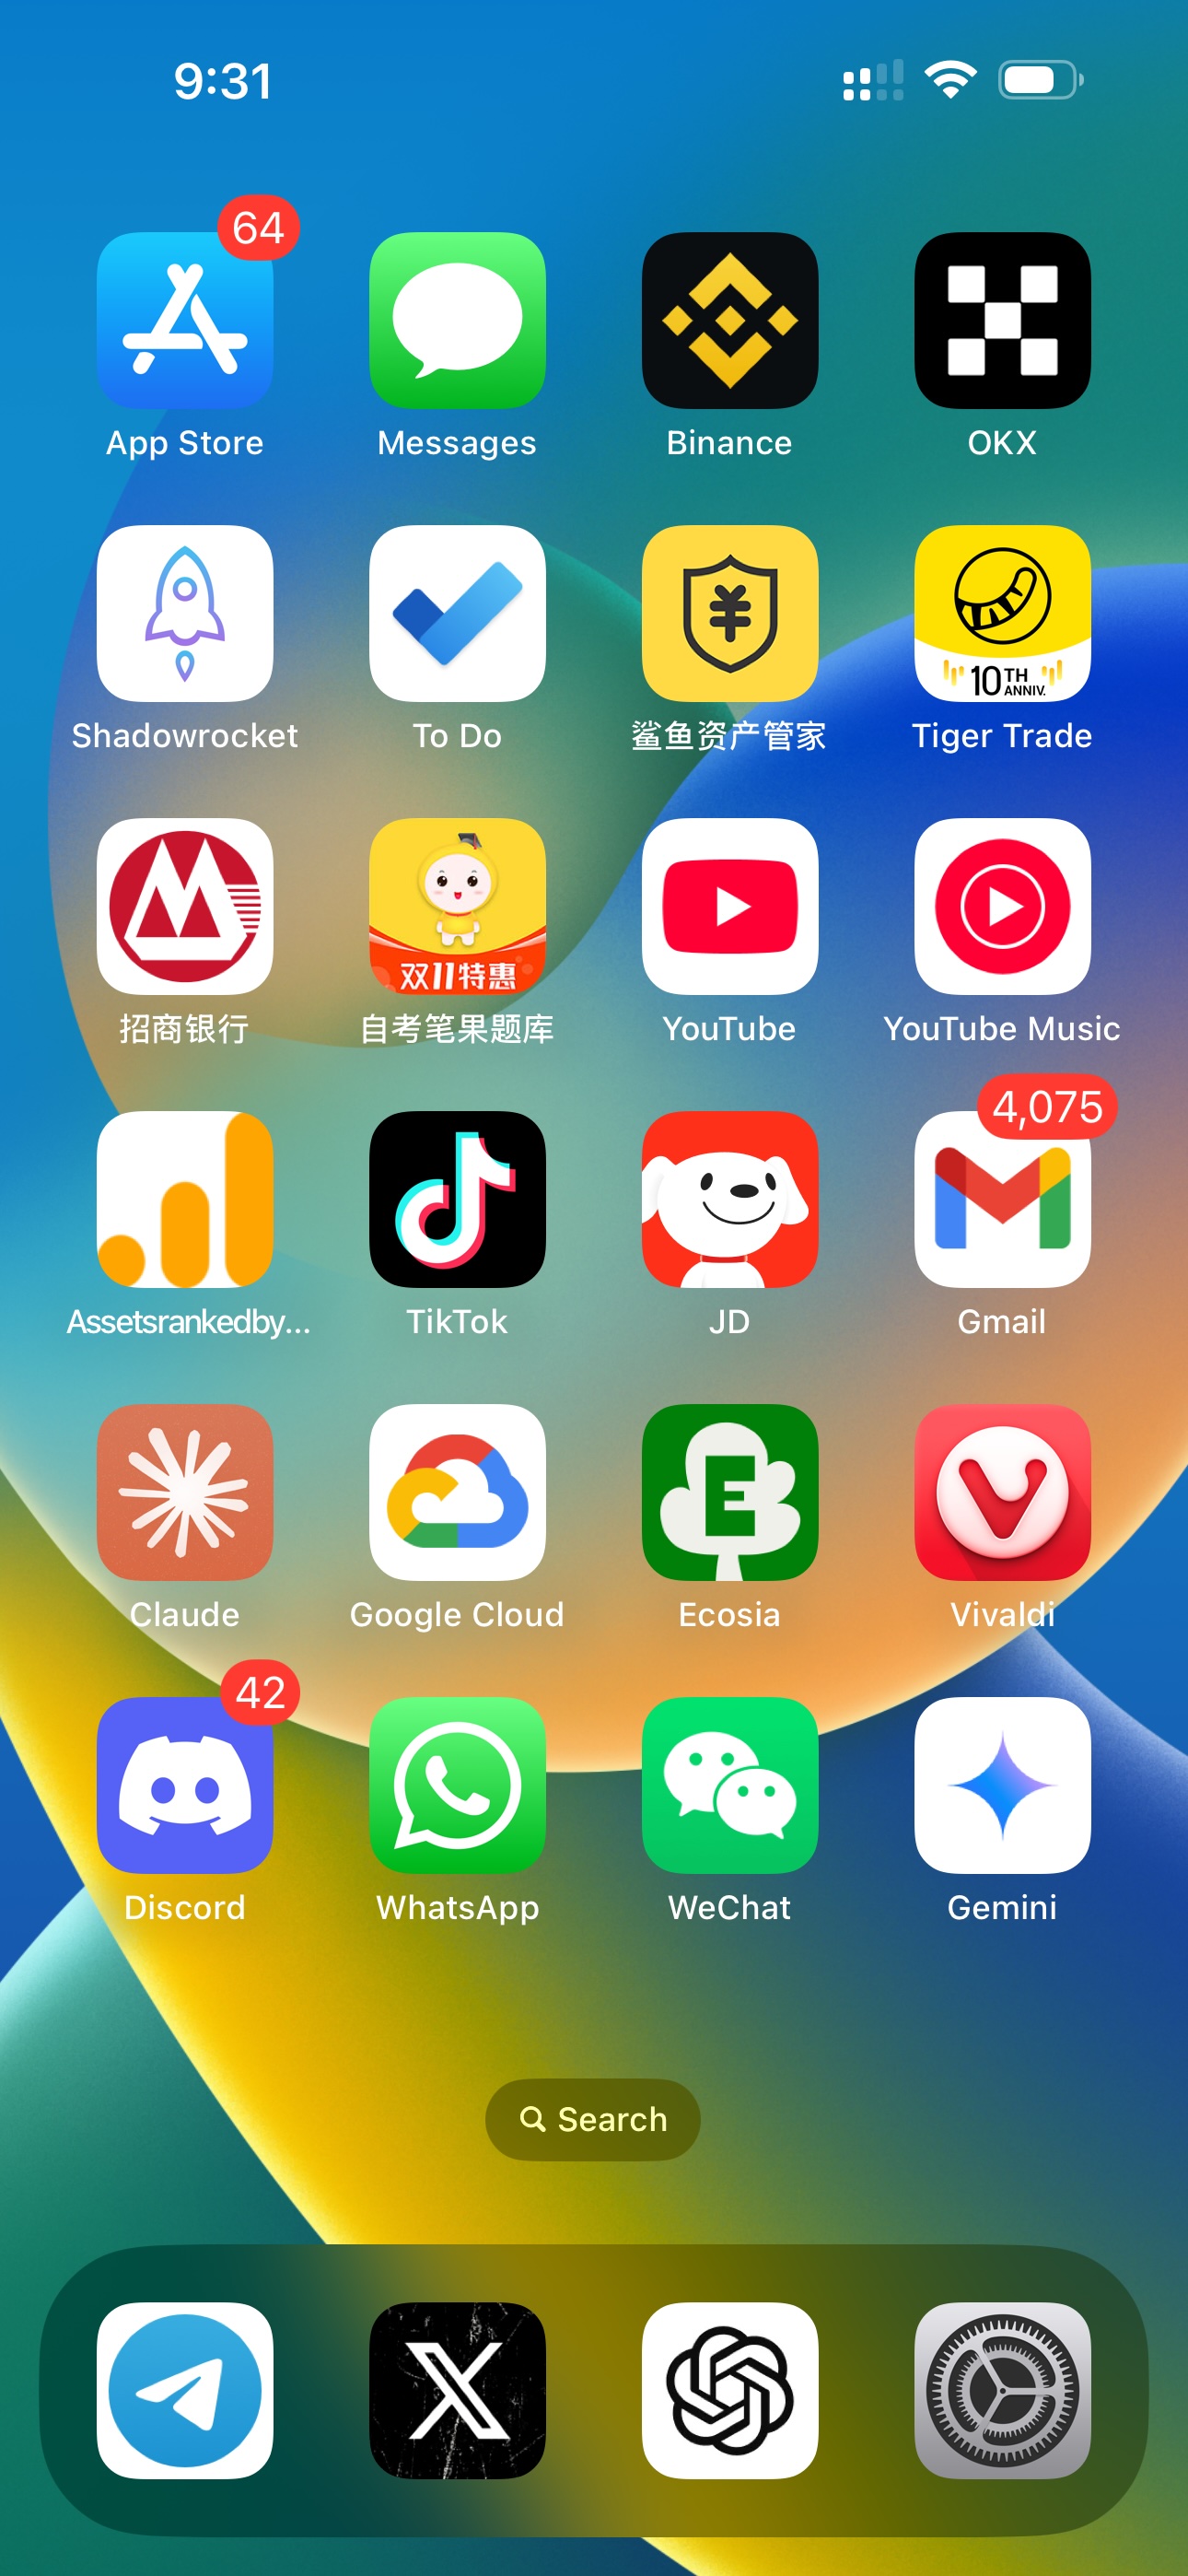 9:31
64
App Store
Messages
Binance
OKX
10 TH
ANNIV.
Shadowrocket
To Do
鲨鱼资产管家
Tiger Trade
双11特惠
招商银行
自考笔果题库
YouTube
YouTube Music
4,075
Assetsrankedby...
TikTok
JD
Gmail
E
Claude
Google Cloud
Ecosia
Vivaldi
42
Discord
WhatsApp
WeChat
Gemini
Search